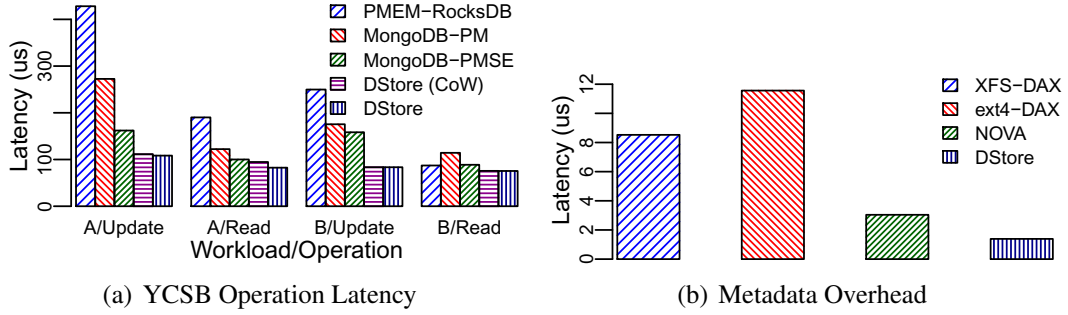 PMEM-RocksDB
MongoDB-PM
MongoDB-PMSE
DStore (CoW)
DStore
Latency (us)
300
100
0
A/Update A/Read B/Update B/Read
Workload/Operation
(a) YCSB Operation Latency
XFS-DAX
ext4-DAX
NOVA
DStore
Latency (us)
12
8
6
4
2
0
(b) Metadata Overhead